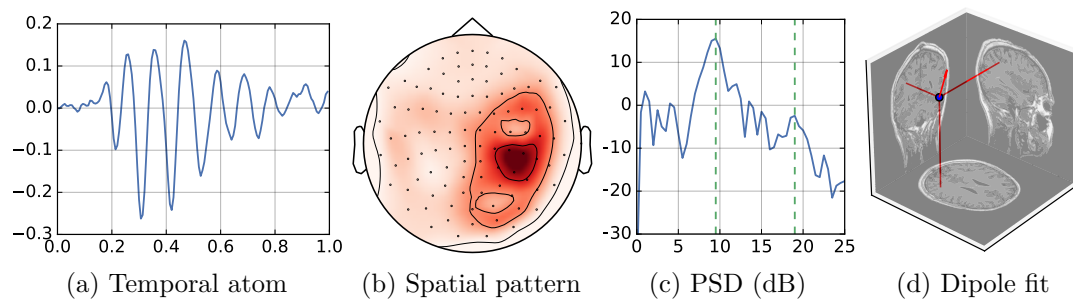 0.2
0.1
0.0
−0.1
−0.2
−0.3
0.0 0.2 0.4 0.6 0.8 1.0
(a) Temporal atom
(b) Spatial pattern
20
10
0
−10
−20
−30
0 5 10 15 20 25
(c) PSD (dB)
(d) Dipole fit